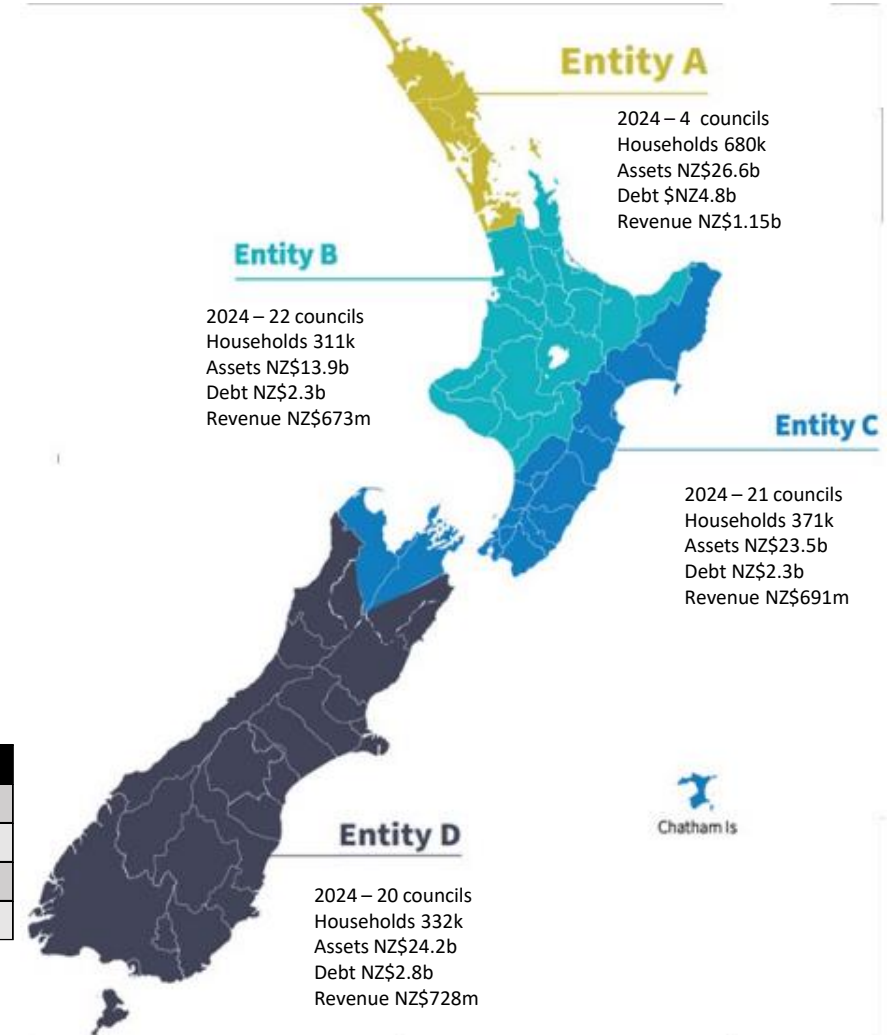 Entity A
2024 – 4 councils
Households 680k
Assets NZ$26.6b
Debt $NZ4.8b
Revenue NZ$1.15b
Entity B
2024 – 22 councils
Households 311k
Assets NZ$13.9b
Debt NZ$2.3b
Revenue NZ$673m
Entity C
2024 – 21 councils
Households 371k
Assets NZ$23.5b
Debt NZ$2.3b
Revenue NZ$691m
Chatham Is
Entity D
2024 – 20 councils
Households 332k
Assets NZ$24.2b
Debt NZ$2.8b
Revenue NZ$728m